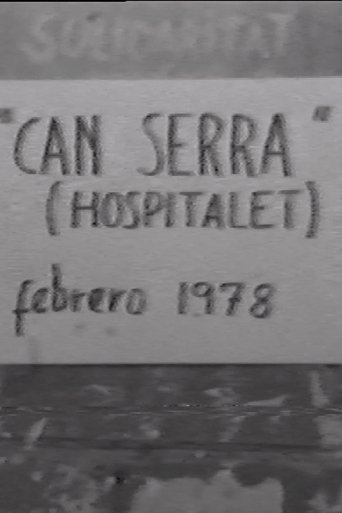 SOLIDARITAT
"CAN SERRA"
(HOSPITALET)
febrero 1978